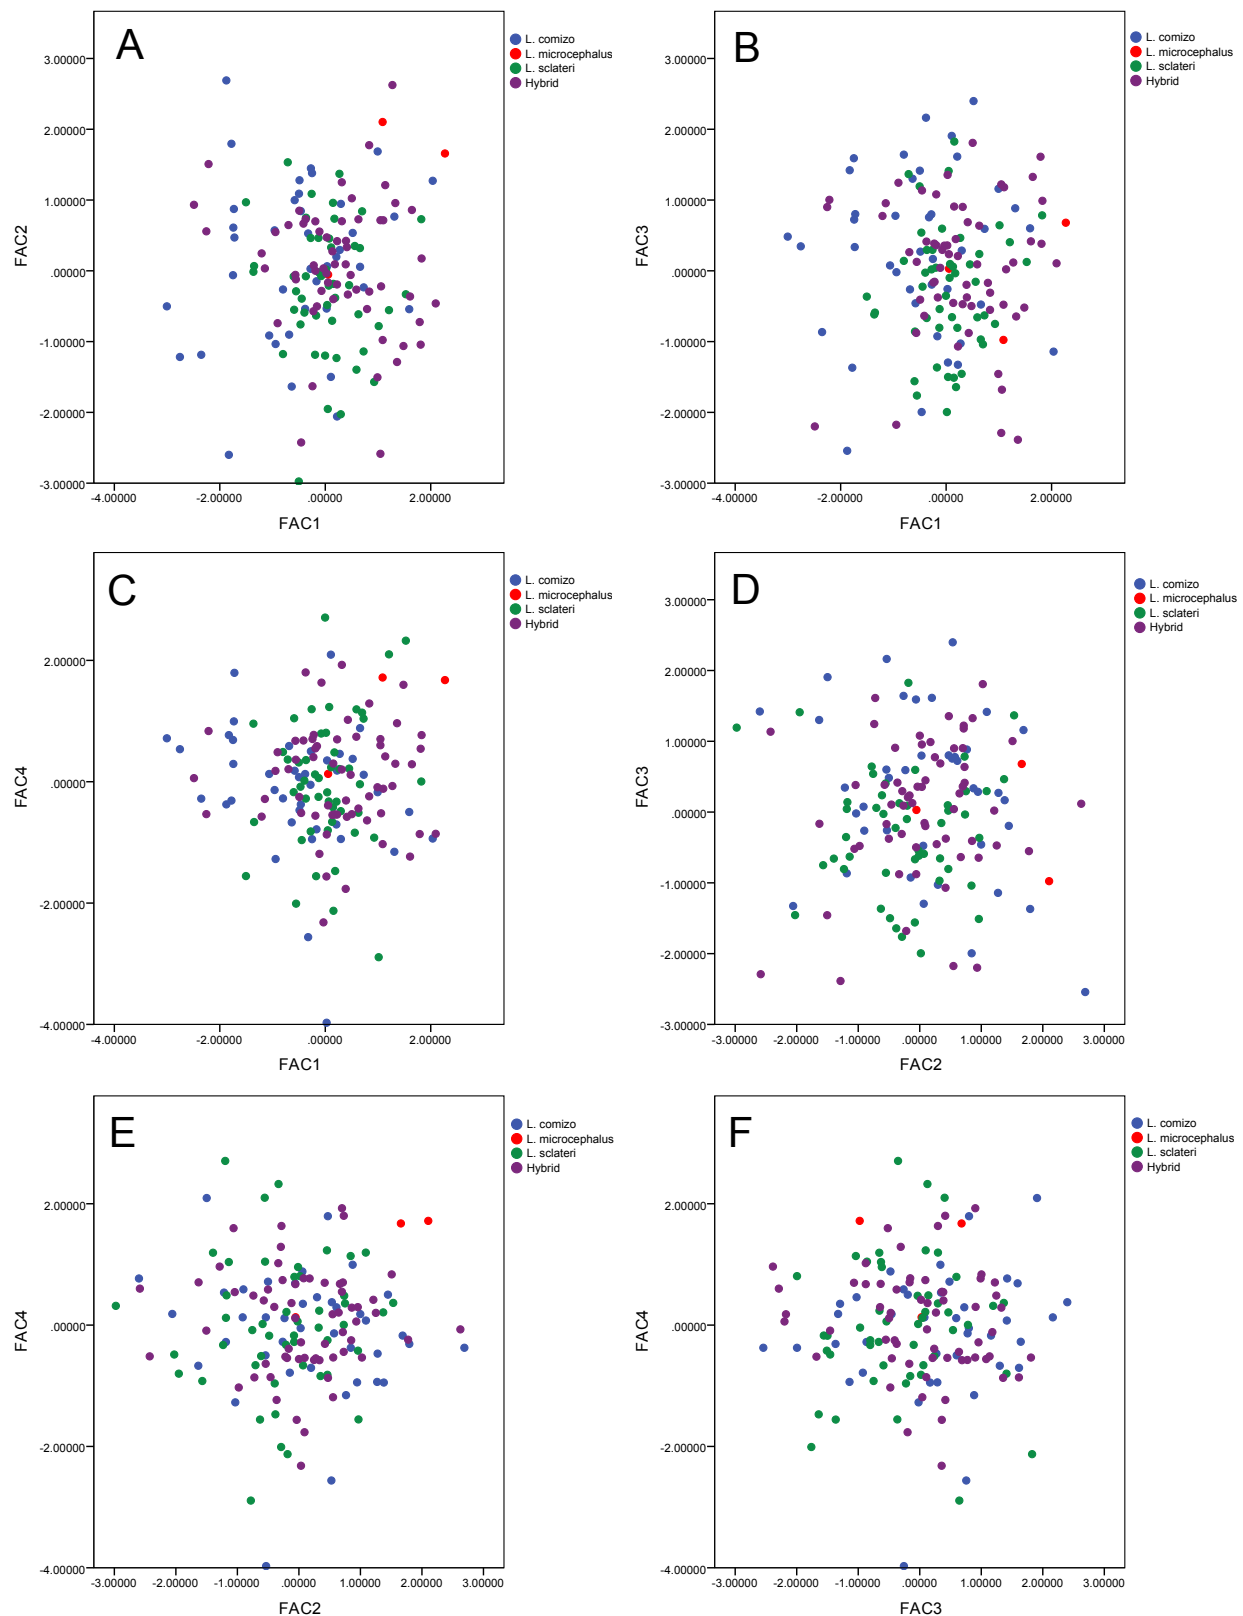 A
L. comizo
L. microcephalus
L. sclateri
Hybrid
3.00000
2.00000
1.00000
.00000
-1.00000
-2.00000
-3.00000
FAC2
-4.00000 -2.00000 .00000 2.00000
FAC1
B
L. comizo
L. microcephalus
L. sclateri
Hybrid
3.00000
2.00000
1.00000
.00000
-1.00000
-2.00000
-3.00000
FAC3
-4.00000 -2.00000 .00000 2.00000
FAC1
C
L. comizo
L. microcephalus
L. sclateri
Hybrid
2.00000
.00000
-2.00000
-4.00000
FAC4
-4.00000 -2.00000 .00000 2.00000
FAC1
D
L. comizo
L. microcephalus
L. sclateri
Hybrid
3.00000
2.00000
1.00000
.00000
-1.00000
-2.00000
-3.00000
FAC3
-3.00000 -2.00000 -1.00000 .00000 1.00000 2.00000 3.00000
FAC2
E
L. comizo
L. microcephalus
L. sclateri
Hybrid
2.00000
.00000
-2.00000
-4.00000
FAC4
-3.00000 -2.00000 -1.00000 .00000 1.00000 2.00000 3.00000
FAC2
F
L. comizo
L. microcephalus
L. sclateri
Hybrid
2.00000
.00000
-2.00000
-4.00000
FAC4
-3.00000 -2.00000 -1.00000 .00000 1.00000 2.00000 3.00000
FAC3